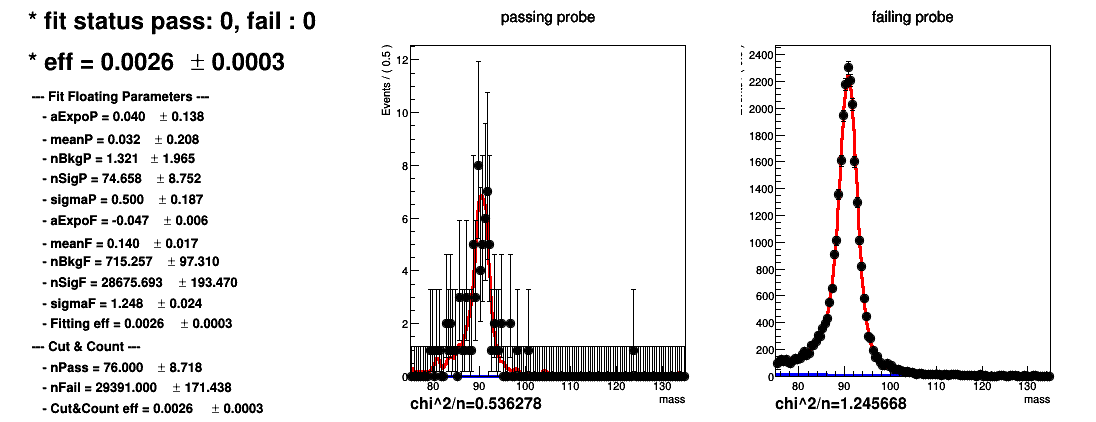 * fit status pass: 0, fail : 0
* eff = 0.0026 ± 0.0003
--- Fit Floating Parameters ---
- aExpoP = 0.040 ± 0.138
- meanP = 0.032 ± 0.208
- nBkgP = 1.321 ± 1.965
- nSigP = 74.658 ± 8.752
- sigmaP = 0.500 ± 0.187
- aExpoF = -0.047 ± 0.006
- meanF = 0.140 ± 0.017
- nBkgF = 715.257 ± 97.310
- nSigF = 28675.693 ± 193.470
- sigmaF = 1.248 ± 0.024
- Fitting eff = 0.0026 ± 0.0003
--- Cut & Count ---
- nPass = 76.000 ± 8.718
- nFail = 29391.000 ± 171.438
- Cut&Count eff = 0.0026 ± 0.0003
passing probe
Events / ( 0.5 )
12
10
8
6
4
2
0
80 90 100 110 120 130
mass
chi^2/n=0.536278
failing probe
2400
2200
2000
1800
1600
1400
1200
1000
800
600
400
200
0
80 90 100 110 120 130
mass
chi^2/n=1.245668